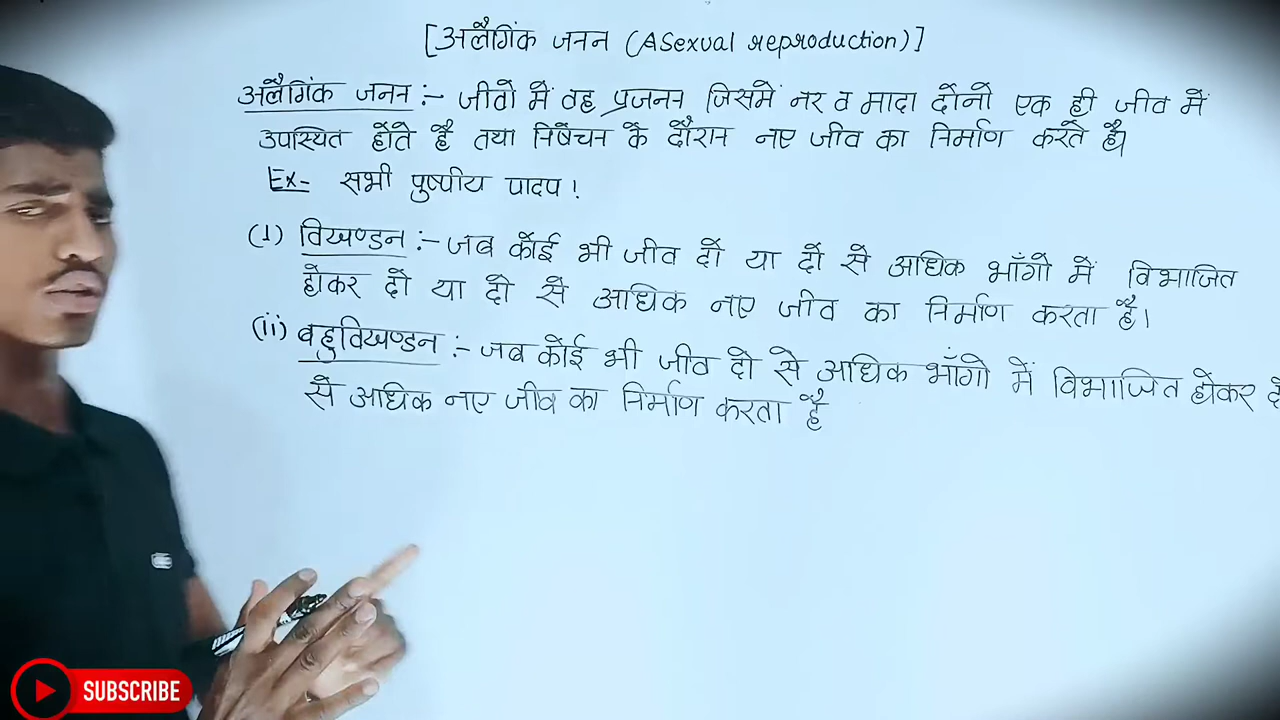 [अलैगिंक जनन (ASexual reproduction)]
अलैगिंक जनन :- जीवो में वह प्रजनन जिसमें नर व मादा दोनो एक ही जीव में
उपस्थित होते है तथा निषेचन के दौरान नए जीव का निर्माण करते है।
Ex- सभी पुष्पीय पादप !
(i) विखण्डन :- जब कोई भी जीव दो या दो से अधिक भाँगो में विभाजित
होकर दो या दो से अधिक नए जीव का निर्माण करता है।
(ii) बहुविखण्डन :- जब कोई भी जीव दो से अधिक भाँगो में विभाजित होकर
से अधिक नए जीव का निर्माण करता है
SUBSCRIBE